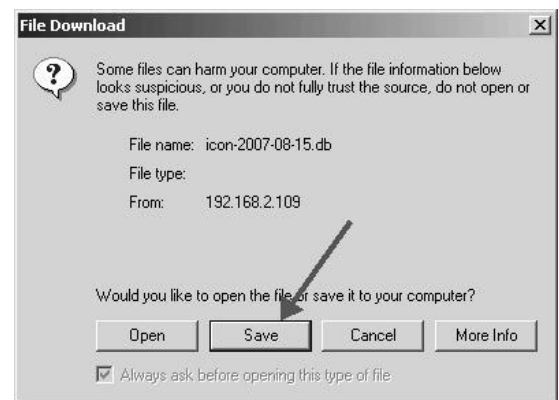 File Download
Some files can harm your computer. If the file information below
looks suspicious, or you do not fully trust the source, do not open or
save this file.
File name: icon-2007-08-15.db
File type:
From: 192.168.2.109
Would you like to open the file or save it to your computer?
Open Save Cancel More Info
Always ask before opening this type of file